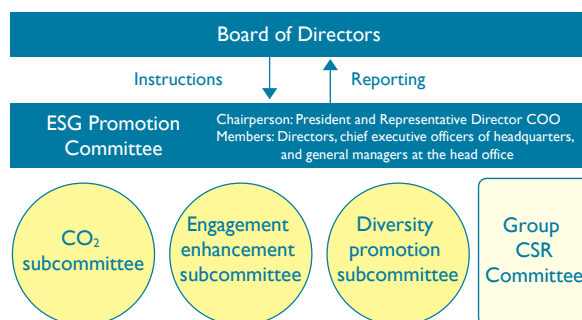 Board of Directors
Instructions
Reporting
ESG Promotion
Committee
Chairperson: President and Representative Director COO
Members: Directors, chief executive officers of headquarters,
and general managers at the head office
CO₂
subcommittee
Engagement
enhancement
subcommittee
Diversity
promotion
subcommittee
Group
CSR
Committee